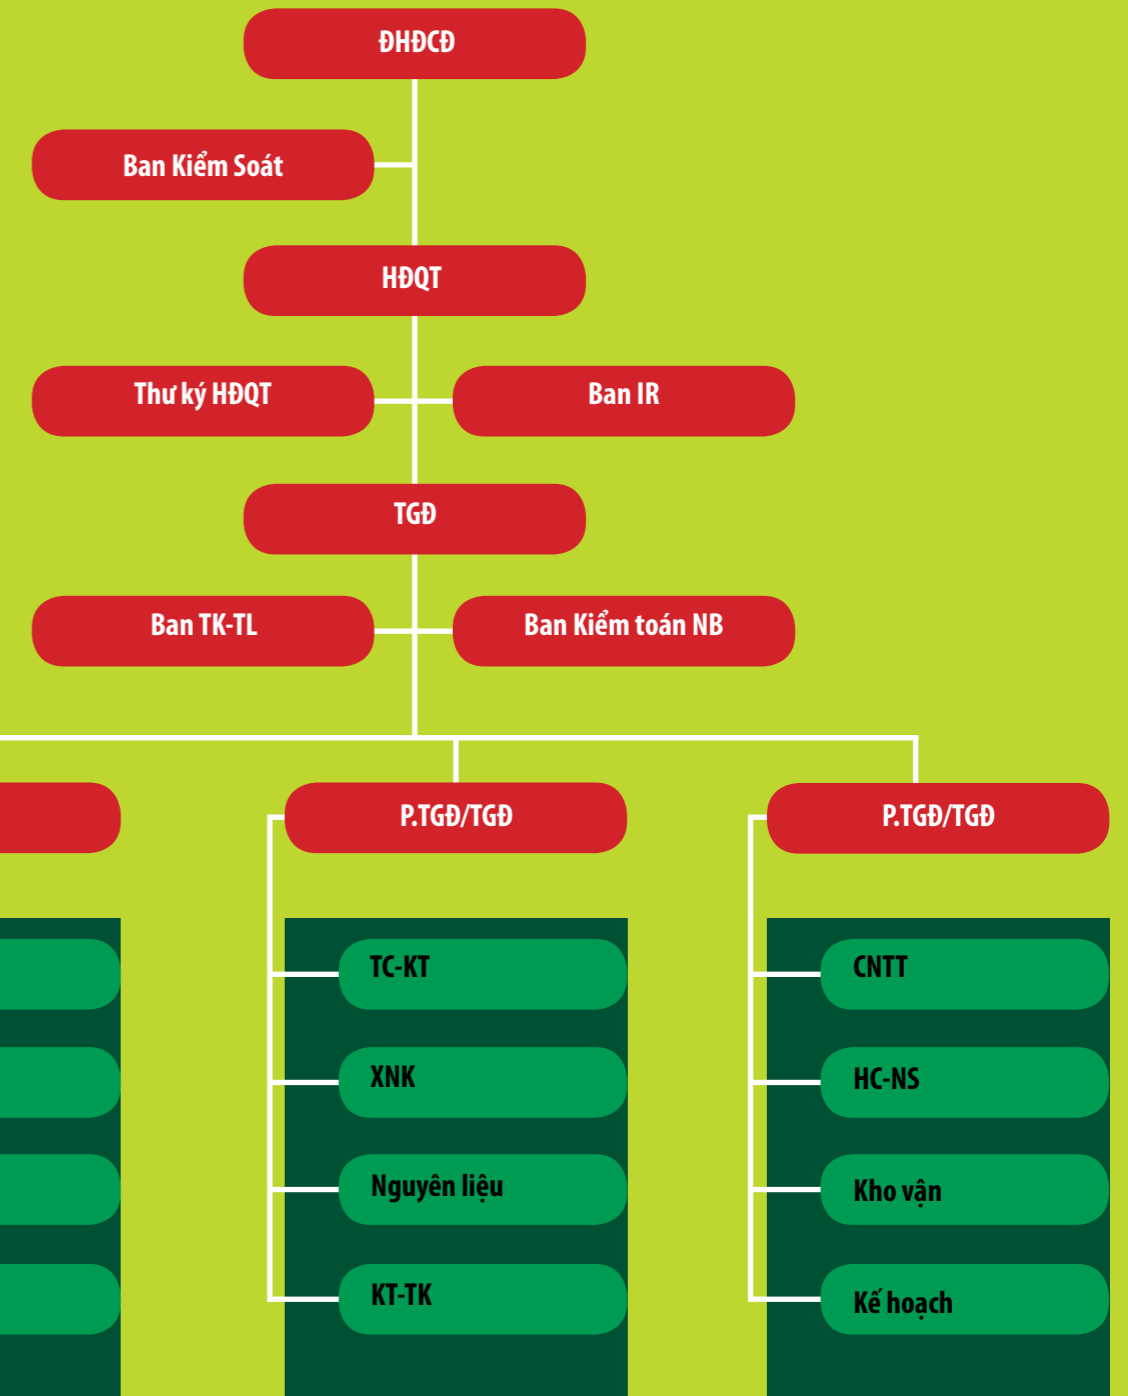 ĐHĐCĐ
Ban Kiểm Soát
HĐQT
Thư ký HĐQT
Ban IR
TGĐ
Ban TK-TL
Ban Kiểm toán NB
P.TGĐ/TGĐ
P.TGĐ/TGĐ
TC-KT
XNK
Nguyên liệu
KT-TK
CNTT
HC-NS
Kho vận
Kế hoạch